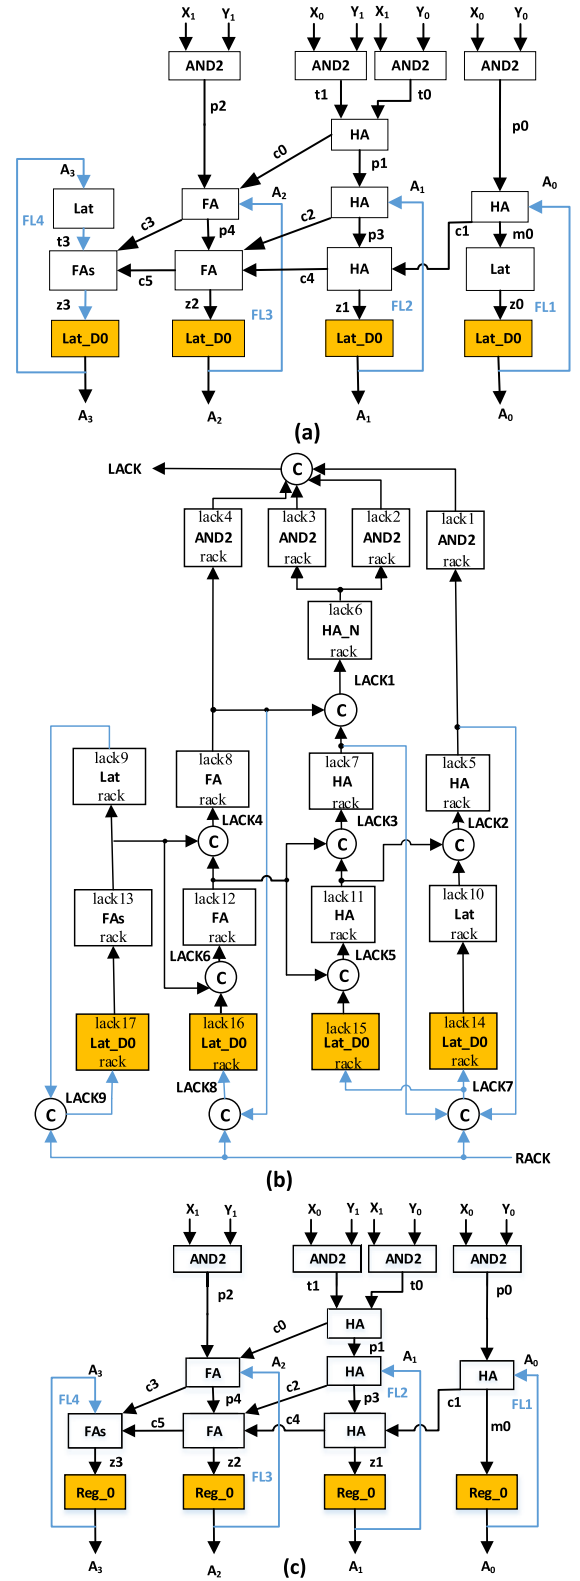 X₁ Y₁ X₀ Y₁ X₁ Y₀ X₀ Y₀
AND2 AND2 AND2 AND2
p2 t1 t0 p0
HA
c0 p1
A₃ A₂ A₁ A₀
Lat FA HA HA
FL4 t3 c3 p4 c2 p3 c1 m0
FAs c5 FA c4 HA Lat
z3 z2 FL3 z1 FL2 z0 FL1
Lat_D0 Lat_D0 Lat_D0 Lat_D0
A₃ A₂ A₁ A₀
(a)
LACK C
lack4 lack3 lack2 lack1
AND2 AND2 AND2 AND2
rack rack rack rack
lack6
HA_N
rack
LACK1
C
lack9 lack8 lack7 lack5
Lat FA HA HA
rack rack rack rack
LACK4 LACK3 LACK2
C C C
lack13 lack12 lack11 lack10
FAs FA HA Lat
rack rack rack rack
LACK6 LACK5
C C
lack17 lack16 lack15 lack14
Lat_D0 Lat_D0 Lat_D0 Lat_D0
rack rack rack rack
LACK9 LACK8 LACK7
C C C
RACK
(b)
X₁ Y₁ X₀ Y₁ X₁ Y₀ X₀ Y₀
AND2 AND2 AND2 AND2
p2 t1 t0 p0
HA
c0 p1
A₃ A₂ A₁ A₀
FA HA HA
FL4 c3 p4 c2 p3 FL2 c1 FL1
FAs c5 FA c4 HA m0
z3 z2 FL3 z1
Reg_0 Reg_0 Reg_0 Reg_0
A₃ A₂ A₁ A₀
(c)